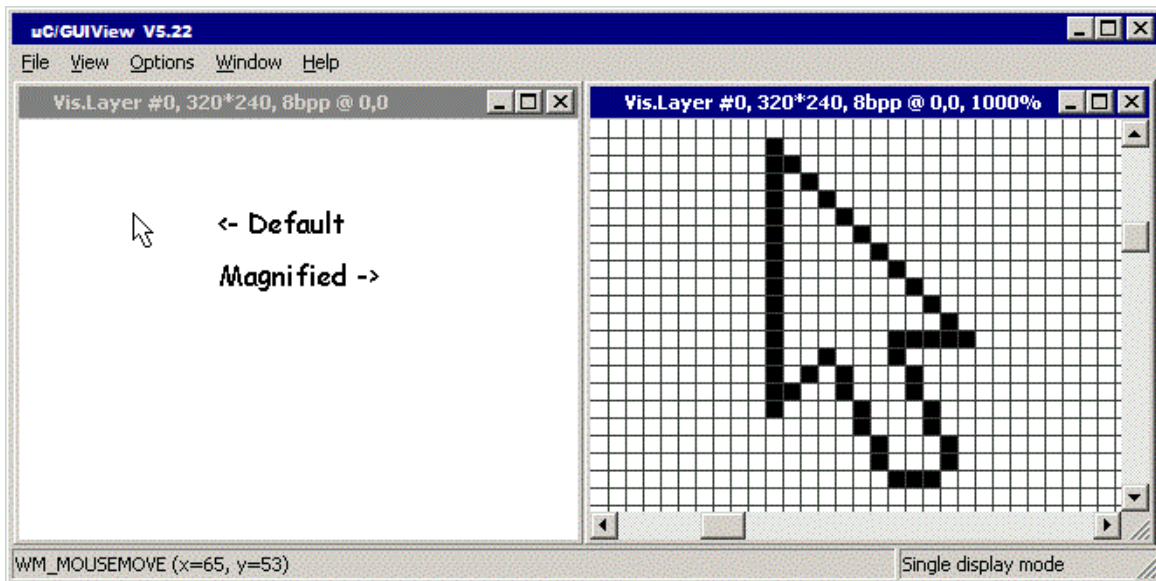 uC/GUIView V5.22
File View Options Window Help
Vis.Layer #0, 320*240, 8bpp @ 0,0
Vis.Layer #0, 320*240, 8bpp @ 0,0, 1000%
<- Default
Magnified ->
WM_MOUSEMOVE (x=65, y=53)
Single display mode